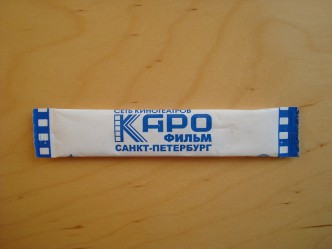 СЕТЬ КИНОТЕАТРОВ
КАРО
ФИЛЬМ
САНКТ-ПЕТЕРБУРГ